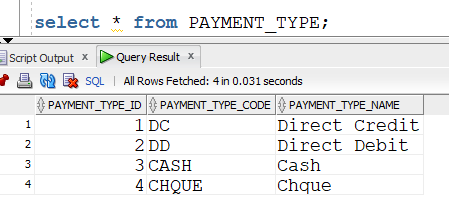 select * from PAYMENT_TYPE;
Script Output × Query Result ×
SQL | All Rows Fetched: 4 in 0.031 seconds
PAYMENT_TYPE_ID PAYMENT_TYPE_CODE PAYMENT_TYPE_NAME
1 1 DC Direct Credit
2 2 DD Direct Debit
3 3 CASH Cash
4 4 CHQUE Chque